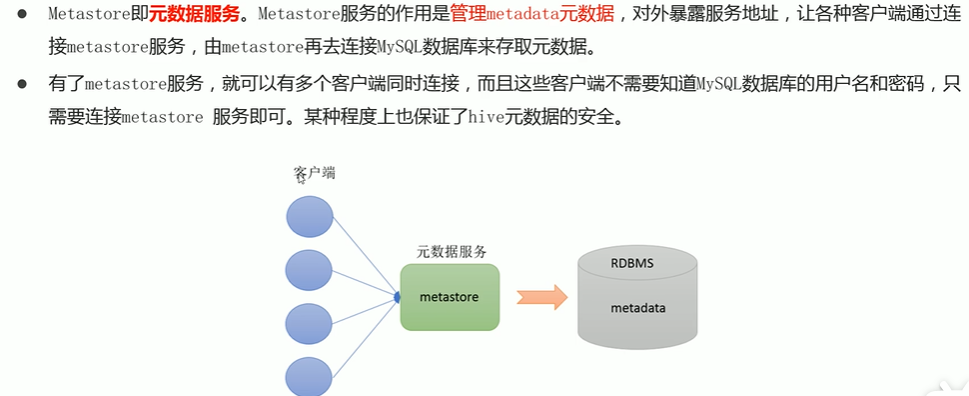 ● Metastore即元数据服务。Metastore服务的作用是管理metadata元数据，对外暴露服务地址，让各种客户端通过连
接metastore服务，由metastore再去连接MySQL数据库来存取元数据。
● 有了metastore服务，就可以有多个客户端同时连接，而且这些客户端不需要知道MySQL数据库的用户名和密码，只
需要连接metastore 服务即可。某种程度上也保证了hive元数据的安全。
客户端
元数据服务
metastore
RDBMS
metadata